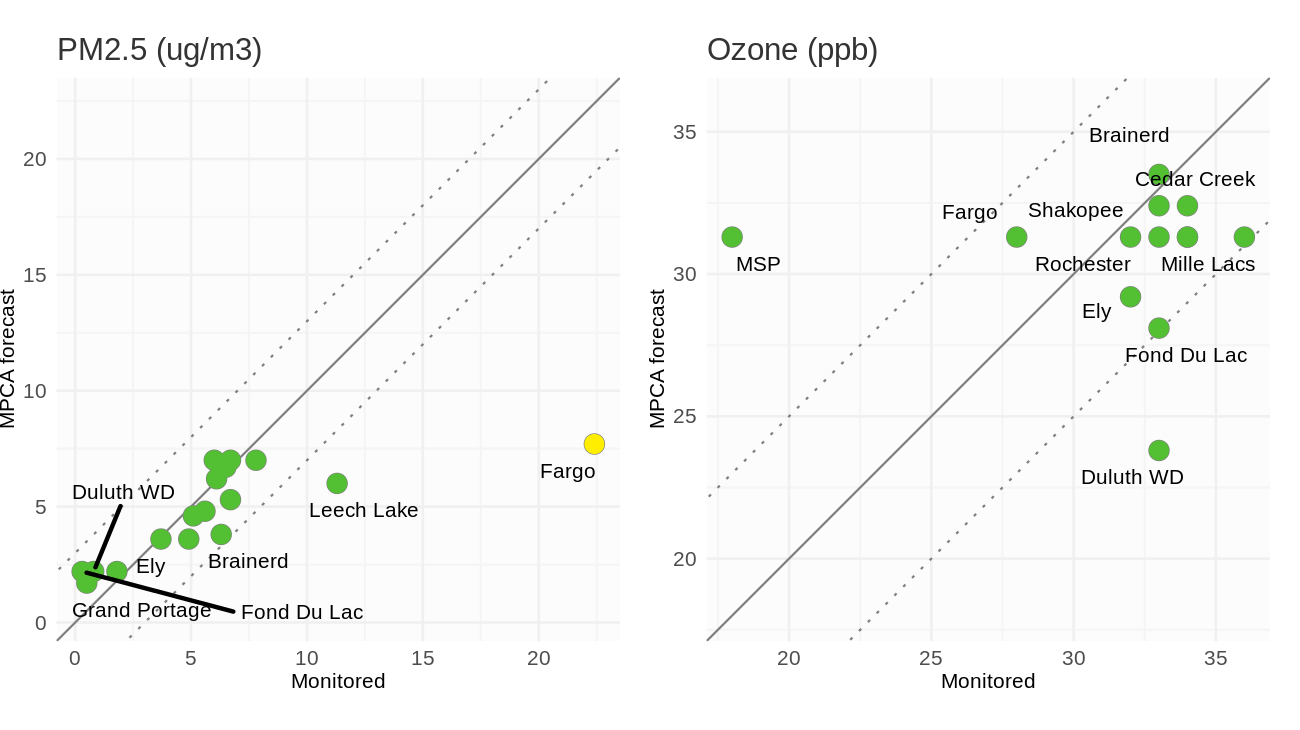 PM2.5 (ug/m3)
MPCA forecast
20
15
10
5
0
Duluth WD
Ely
Grand Portage
Brainerd
Fond Du Lac
Leech Lake
Fargo
0 5 10 15 20
Monitored
Ozone (ppb)
MPCA forecast
35
30
25
20
Brainerd
Cedar Creek
Fargo
Shakopee
MSP
Rochester
Mille Lacs
Ely
Fond Du Lac
Duluth WD
20 25 30 35
Monitored